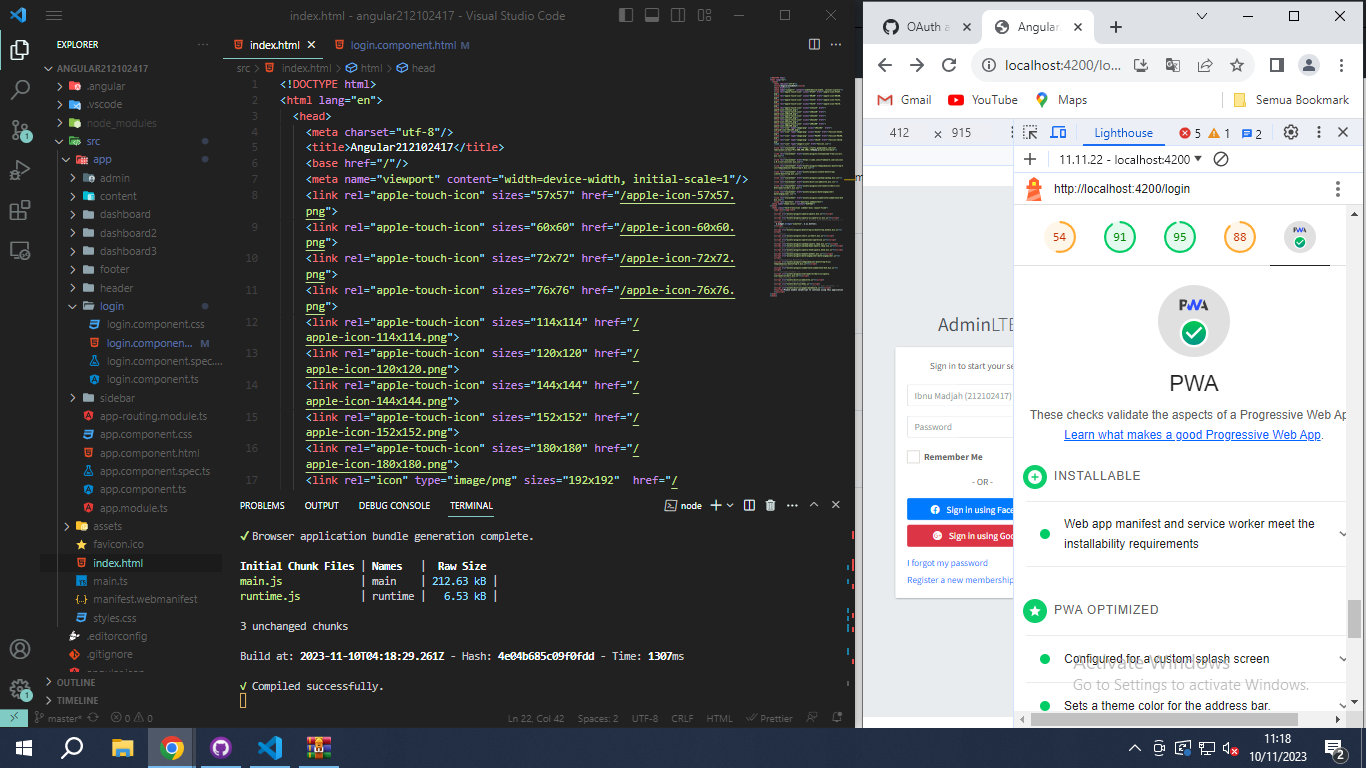 index.html - angular212102417 - Visual Studio Code
EXPLORER
ANGULAR212102417
.angular
.vscode
node_modules
src
app
admin
content
dashboard
dashboard2
dashboard3
footer
header
login
login.component.css
login.componen... M
login.component.spec....
login.component.ts
sidebar
app-routing.module.ts
app.component.css
app.component.html
app.component.spec.ts
app.component.ts
app.module.ts
assets
favicon.ico
index.html
main.ts
manifest.webmanifest
styles.css
.editorconfig
.gitignore
OUTLINE
TIMELINE
index.html
login.component.html M
src > index.html > html > head
1 <!DOCTYPE html>
2 <html lang="en">
3 <head>
4 <meta charset="utf-8"/>
5 <title>Angular212102417</title>
6 <base href="/"/>
7 <meta name="viewport" content="width=device-width, initial-scale=1"/>
8 <link rel="apple-touch-icon" sizes="57x57" href="/apple-icon-57x57.
png">
9 <link rel="apple-touch-icon" sizes="60x60" href="/apple-icon-60x60.
png">
10 <link rel="apple-touch-icon" sizes="72x72" href="/apple-icon-72x72.
png">
11 <link rel="apple-touch-icon" sizes="76x76" href="/apple-icon-76x76.
png">
12 <link rel="apple-touch-icon" sizes="114x114" href="/
apple-icon-114x114.png">
13 <link rel="apple-touch-icon" sizes="120x120" href="/
apple-icon-120x120.png">
14 <link rel="apple-touch-icon" sizes="144x144" href="/
apple-icon-144x144.png">
15 <link rel="apple-touch-icon" sizes="152x152" href="/
apple-icon-152x152.png">
16 <link rel="apple-touch-icon" sizes="180x180" href="/
apple-icon-180x180.png">
17 <link rel="icon" type="image/png" sizes="192x192" href="/
PROBLEMS OUTPUT DEBUG CONSOLE TERMINAL
node
√ Browser application bundle generation complete.
Initial Chunk Files | Names | Raw Size
main.js | main | 212.63 kB |
runtime.js | runtime | 6.53 kB |
3 unchanged chunks
Build at: 2023-11-10T04:18:29.261Z - Hash: 4e04b685c09f0fdd - Time: 1307ms
√ Compiled successfully.
master* 0 0
Ln 22, Col 42 Spaces: 2 UTF-8 CRLF HTML Prettier
OAuth a
Angular
localhost:4200/lo...
Gmail YouTube Maps
Semua Bookmark
412 × 915
Lighthouse
5 1 2
11.11.22 - localhost:4200
http://localhost:4200/login
54 91 95 88 PWA
AdminLTE
Sign in to start your se
Ibnu Madjah (212102417)
Password
Remember Me
- OR -
Sign in using Face
Sign in using Goo
I forgot my password
Register a new membership
PWA
PWA
These checks validate the aspects of a Progressive Web Ap
Learn what makes a good Progressive Web App.
INSTALLABLE
Web app manifest and service worker meet the
installability requirements
PWA OPTIMIZED
Configured for a custom splash screen
Sets a theme color for the address bar.
Activate Windows
Go to Settings to activate Windows.
11:18
10/11/2023
2